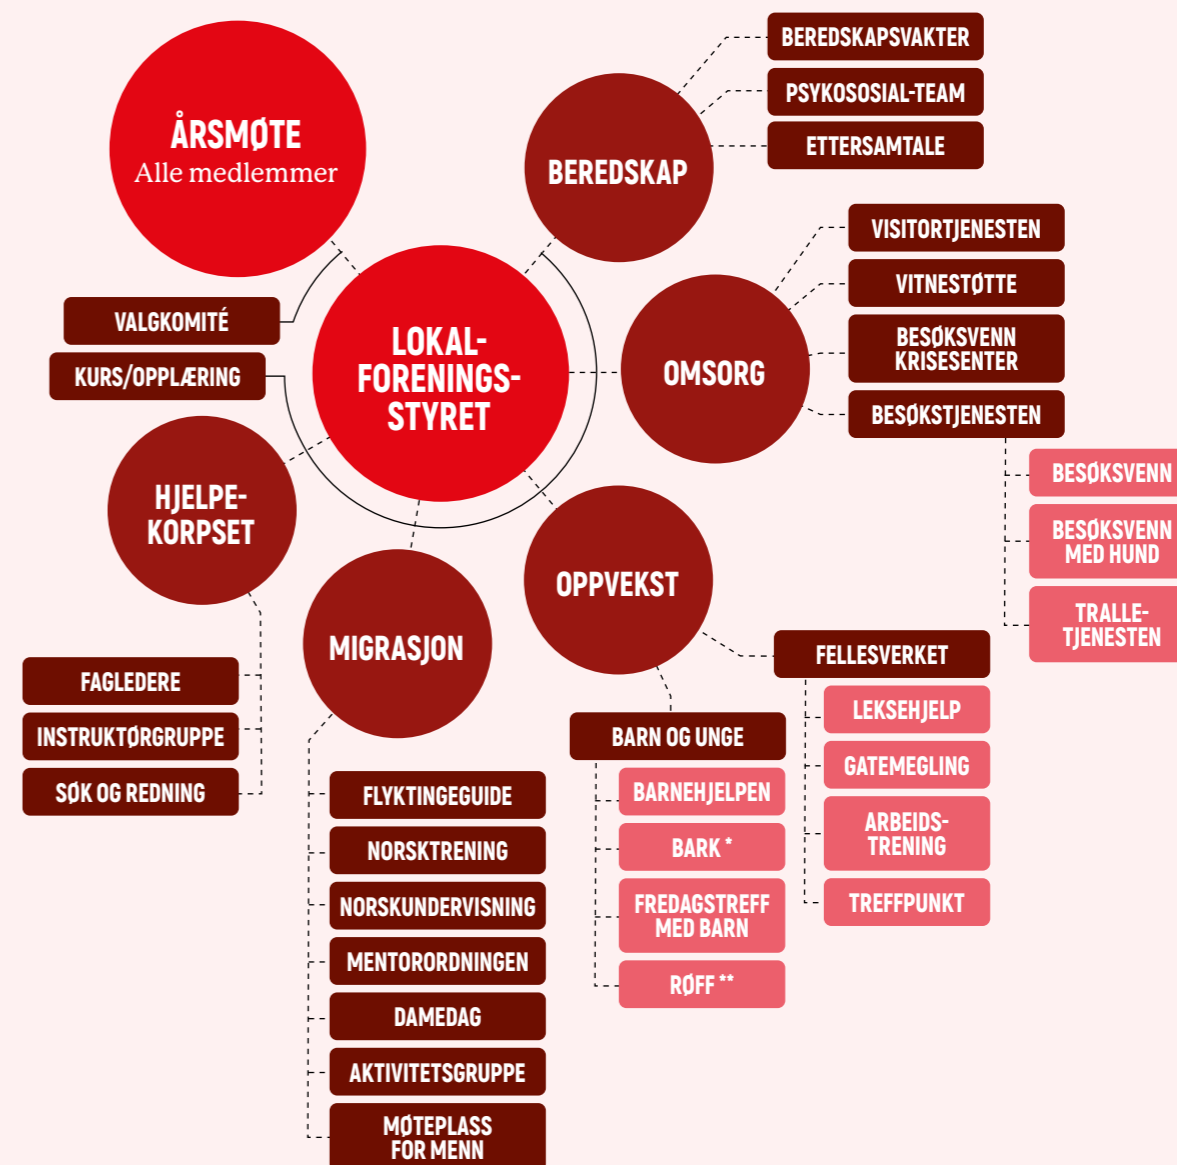 ÅRSMØTE
Alle medlemmer
VALGKOMITÉ
KURS/OPPLÆRING
LOKAL-
FORENINGS-
STYRET
BEREDSKAP
BEREDSKAPSVAKTER
PSYKOSOSIAL-TEAM
ETTERSAMTALE
OMSORG
VISITORTJENESTEN
VITNESTØTTE
BESØKSVENN
KRISESENTER
BESØKSTJENESTEN
BESØKSVENN
BESØKSVENN
MED HUND
TRALLE-
TJENESTEN
HJELPE-
KORPSET
FAGLEDERE
INSTRUKTØRGRUPPE
SØK OG REDNING
MIGRASJON
FLYKTINGEGUIDE
NORSKTRENING
NORSKUNDERVISNING
MENTORORDNINGEN
DAMEDAG
AKTIVITETSGRUPPE
MØTEPLASS
FOR MENN
OPPVEKST
BARN OG UNGE
BARNEHJELPEN
BARK *
FREDAGSTREFF
MED BARN
RØFF **
FELLESVERKET
LEKSEHJELP
GATEMEGLING
ARBEIDS-
TRENING
TREFFPUNKT